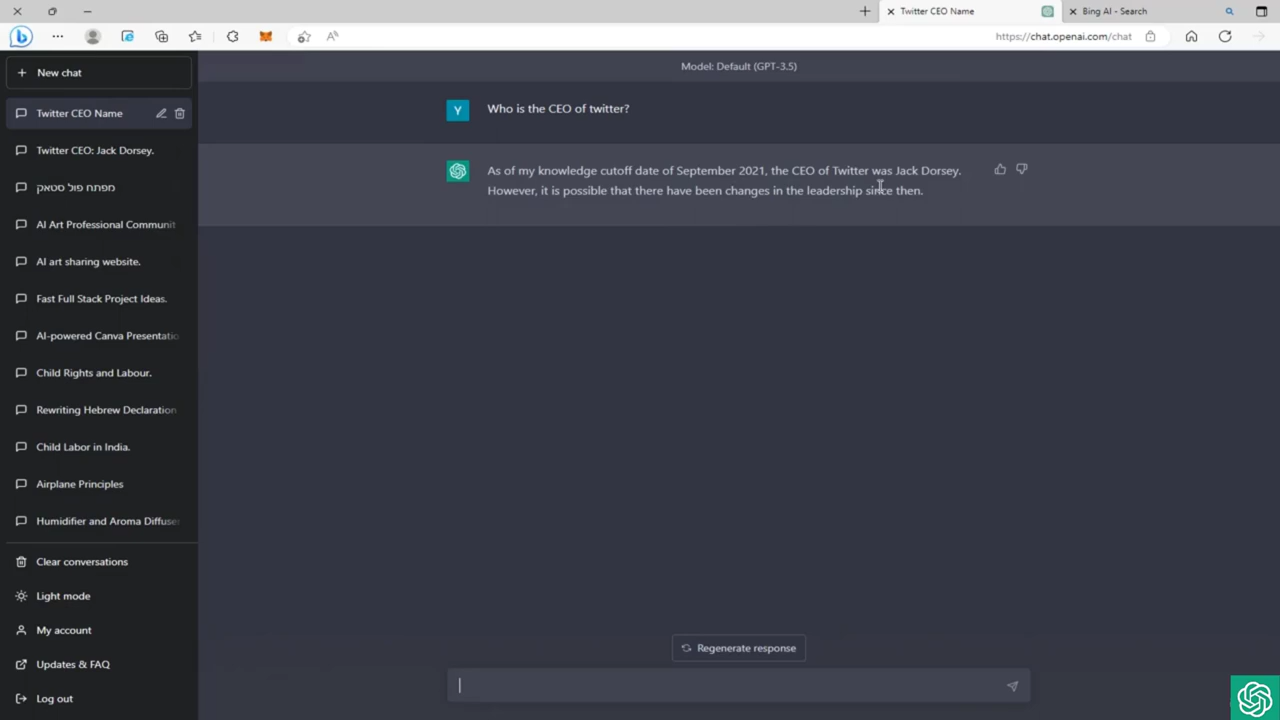 Twitter CEO Name
Bing AI - Search
https://chat.openai.com/chat
New chat
Model: Default (GPT-3.5)
Twitter CEO Name
Y
Who is the CEO of twitter?
Twitter CEO: Jack Dorsey.
As of my knowledge cutoff date of September 2021, the CEO of Twitter was Jack Dorsey.
However, it is possible that there have been changes in the leadership since then.
מפתח פול סטאק
AI Art Professional Communit
AI art sharing website.
Fast Full Stack Project Ideas.
AI-powered Canva Presentatio
Child Rights and Labour.
Rewriting Hebrew Declaration
Child Labor in India.
Airplane Principles
Humidifier and Aroma Diffuser
Clear conversations
Light mode
My account
Updates & FAQ
Log out
Regenerate response